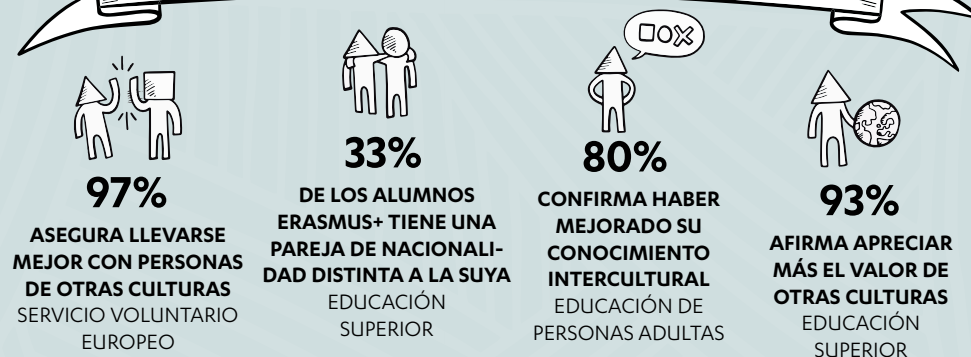 97%
ASEGURA LLEVARSE
MEJOR CON PERSONAS
DE OTRAS CULTURAS
SERVICIO VOLUNTARIO
EUROPEO
33%
DE LOS ALUMNOS
ERASMUS+ TIENE UNA
PAREJA DE NACIONALI-
DAD DISTINTA A LA SUYA
EDUCACIÓN
SUPERIOR
80%
CONFIRMA HABER
MEJORADO SU
CONOCIMIENTO
INTERCULTURAL
EDUCACIÓN DE
PERSONAS ADULTAS
93%
AFIRMA APRECIAR
MÁS EL VALOR DE
OTRAS CULTURAS
EDUCACIÓN
SUPERIOR